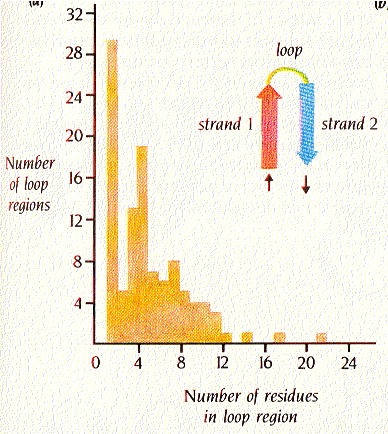 (a)
(b)
32
28
24
20
16
12
8
4
Number
of loop
regions
loop
strand 1
strand 2
0 4 8 12 16 20 24
Number of residues
in loop region